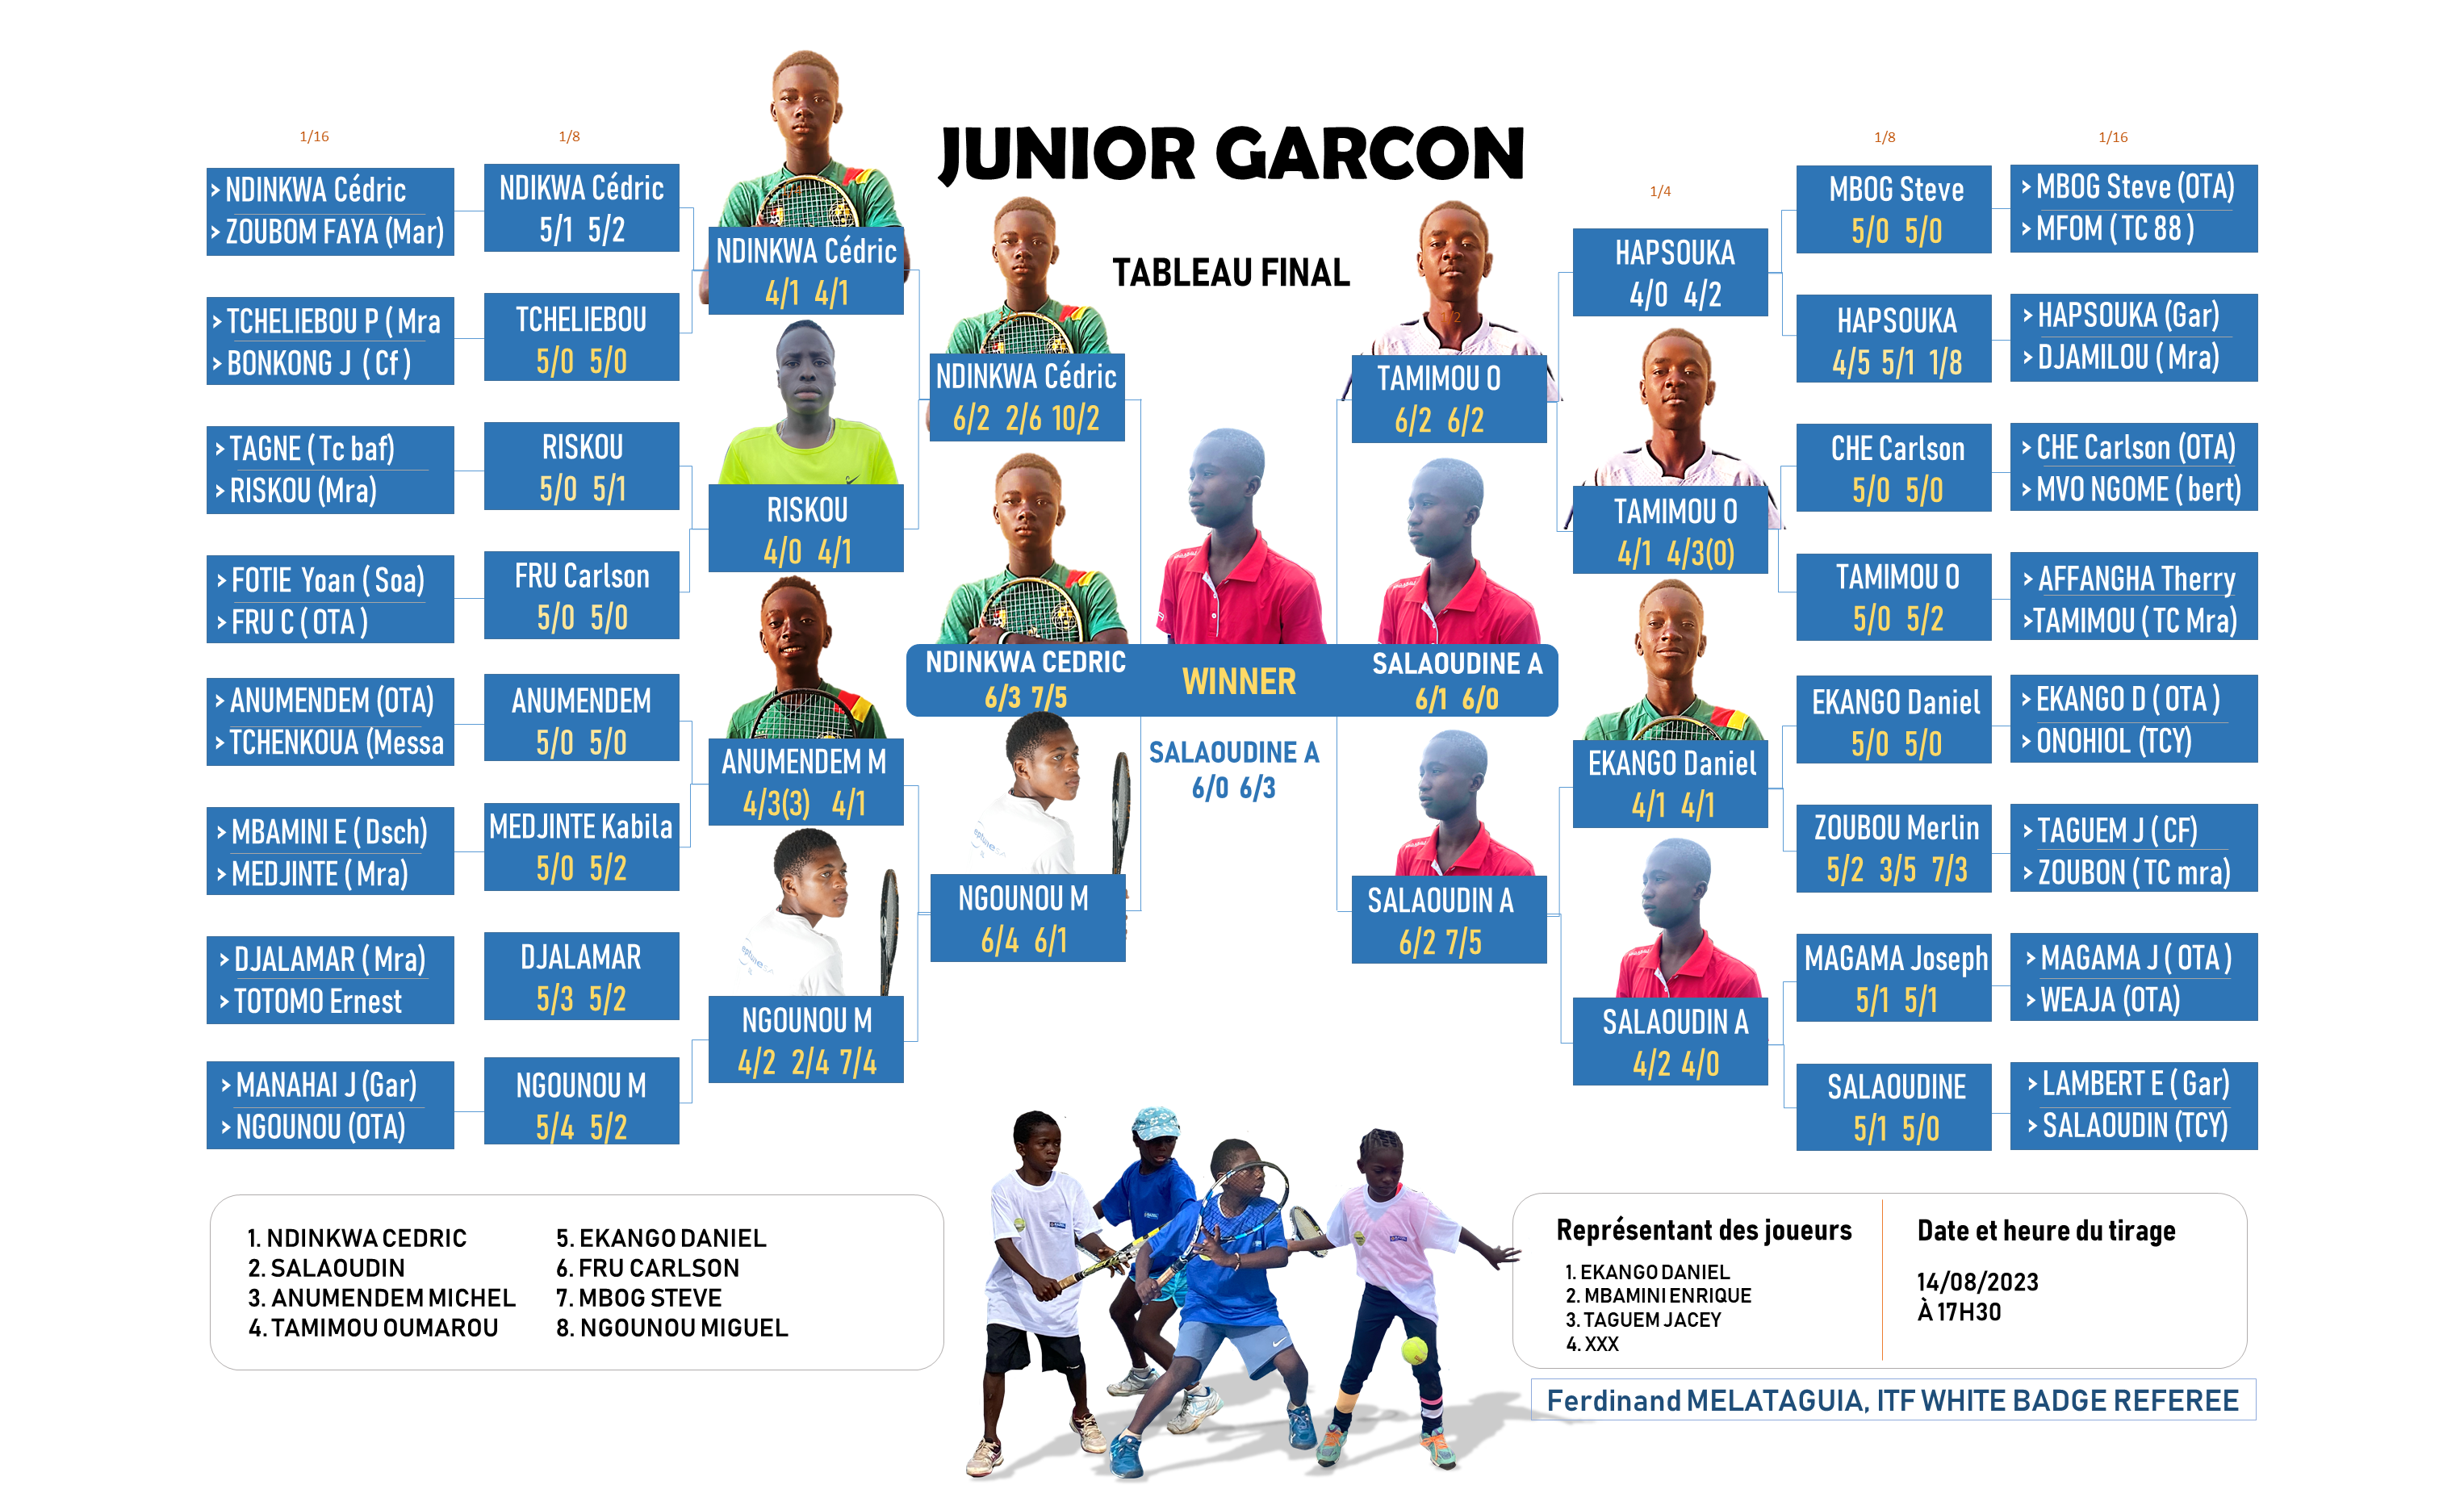 JUNIOR GARCON
TABLEAU FINAL
1/16
1/8
> NDINKWA Cédric
> ZOUBOM FAYA (Mar)
> TCHELIEBOU P ( Mra
> BONKONG J ( Cf )
> TAGNE ( Tc baf)
> RISKOU (Mra)
> FOTIE Yoan ( Soa)
> FRU C ( OTA )
> ANUMENDEM (OTA)
> TCHENKOUA (Messa
> MBAMINI E ( Dsch)
> MEDJINTE ( Mra)
> DJALAMAR ( Mra)
> TOTOMO Ernest
> MANAHAI J (Gar)
> NGOUNOU (OTA)
NDIKWA Cédric
5/1 5/2
TCHELIEBOU
5/0 5/0
RISKOU
5/0 5/1
FRU Carlson
5/0 5/0
ANUMENDEM
5/0 5/0
MEDJINTE Kabila
5/0 5/2
DJALAMAR
5/3 5/2
NGOUNOU M
5/4 5/2
NDINKWA Cédric
4/1 4/1
RISKOU
4/0 4/1
ANUMENDEM M
4/3(3) 4/1
NGOUNOU M
4/2 2/4 7/4
NDINKWA Cédric
6/2 2/6 10/2
NGOUNOU M
6/4 6/1
NDINKWA CEDRIC
6/3 7/5
WINNER
SALAOUDINE A
6/1 6/0
SALAOUDINE A
6/0 6/3
1/2
TAMIMOU O
6/2 6/2
SALAOUDIN A
6/2 7/5
1/4
HAPSOUKA
4/0 4/2
TAMIMOU O
4/1 4/3(0)
EKANGO Daniel
4/1 4/1
SALAOUDIN A
4/2 4/0
1/8
MBOG Steve
5/0 5/0
HAPSOUKA
4/5 5/1 1/8
CHE Carlson
5/0 5/0
TAMIMOU O
5/0 5/2
EKANGO Daniel
5/0 5/0
ZOUBOU Merlin
5/2 3/5 7/3
MAGAMA Joseph
5/1 5/1
SALAOUDINE
5/1 5/0
1/16
> MBOG Steve (OTA)
> MFOM ( TC 88 )
> HAPSOUKA (Gar)
> DJAMILOU ( Mra)
> CHE Carlson (OTA)
> MVO NGOME ( bert)
> AFFANGHA Therry
>TAMIMOU ( TC Mra)
> EKANGO D ( OTA )
> ONOHIOL (TCY)
> TAGUEM J ( CF)
> ZOUBON ( TC mra)
> MAGAMA J ( OTA )
> WEAJA (OTA)
> LAMBERT E ( Gar)
> SALAOUDIN (TCY)
1. NDINKWA CEDRIC
2. SALAOUDIN
3. ANUMENDEM MICHEL
4. TAMIMOU OUMAROU
5. EKANGO DANIEL
6. FRU CARLSON
7. MBOG STEVE
8. NGOUNOU MIGUEL
Représentant des joueurs
1. EKANGO DANIEL
2. MBAMINI ENRIQUE
3. TAGUEM JACEY
4. XXX
Date et heure du tirage
14/08/2023
À 17H30
Ferdinand MELATAGUIA, ITF WHITE BADGE REFEREE